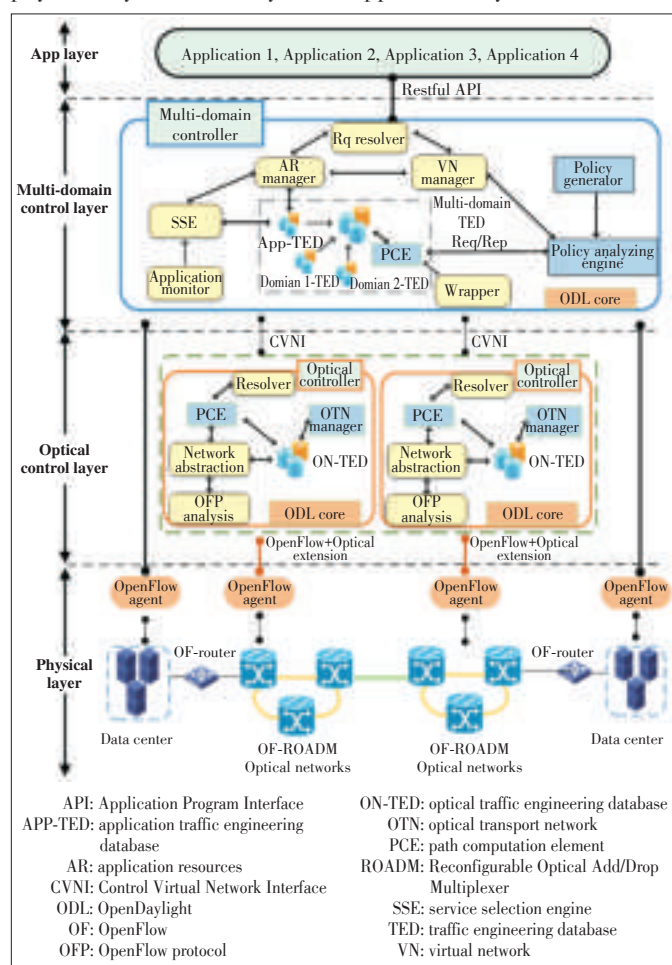 App layer
Application 1, Application 2, Application 3, Application 4
Restful API
Multi-domain
control layer
Multi-domain
controller
Rq resolver
AR
manager
VN
manager
Policy
generator
SSE
App-TED
Multi-domain
TED
Req/Rep
PCE
Policy analyzing
engine
Application
monitor
Domian 1-TED
Domain 2-TED
Wrapper
ODL core
CVNI
CVNI
Optical
control layer
Resolver
Optical
controller
PCE
OTN
manager
Network
abstraction
ON-TED
OFP
analysis
ODL core
Resolver
Optical
controller
PCE
OTN
manager
Network
abstraction
ON-TED
OFP
analysis
ODL core
OpenFlow+Optical
extension
OpenFlow+Optical
extension
Physical
layer
OpenFlow
agent
OpenFlow
agent
OpenFlow
agent
OpenFlow
agent
OF-router
OF-router
Data center
OF-ROADM
Optical networks
OF-ROADM
Optical networks
Data center
API: Application Program Interface
APP-TED: application traffic engineering
database
AR: application resources
CVNI: Control Virtual Network Interface
ODL: OpenDaylight
OF: OpenFlow
OFP: OpenFlow protocol
ON-TED: optical traffic engineering database
OTN: optical transport network
PCE: path computation element
ROADM: Reconfigurable Optical Add/Drop
Multiplexer
SSE: service selection engine
TED: traffic engineering database
VN: virtual network